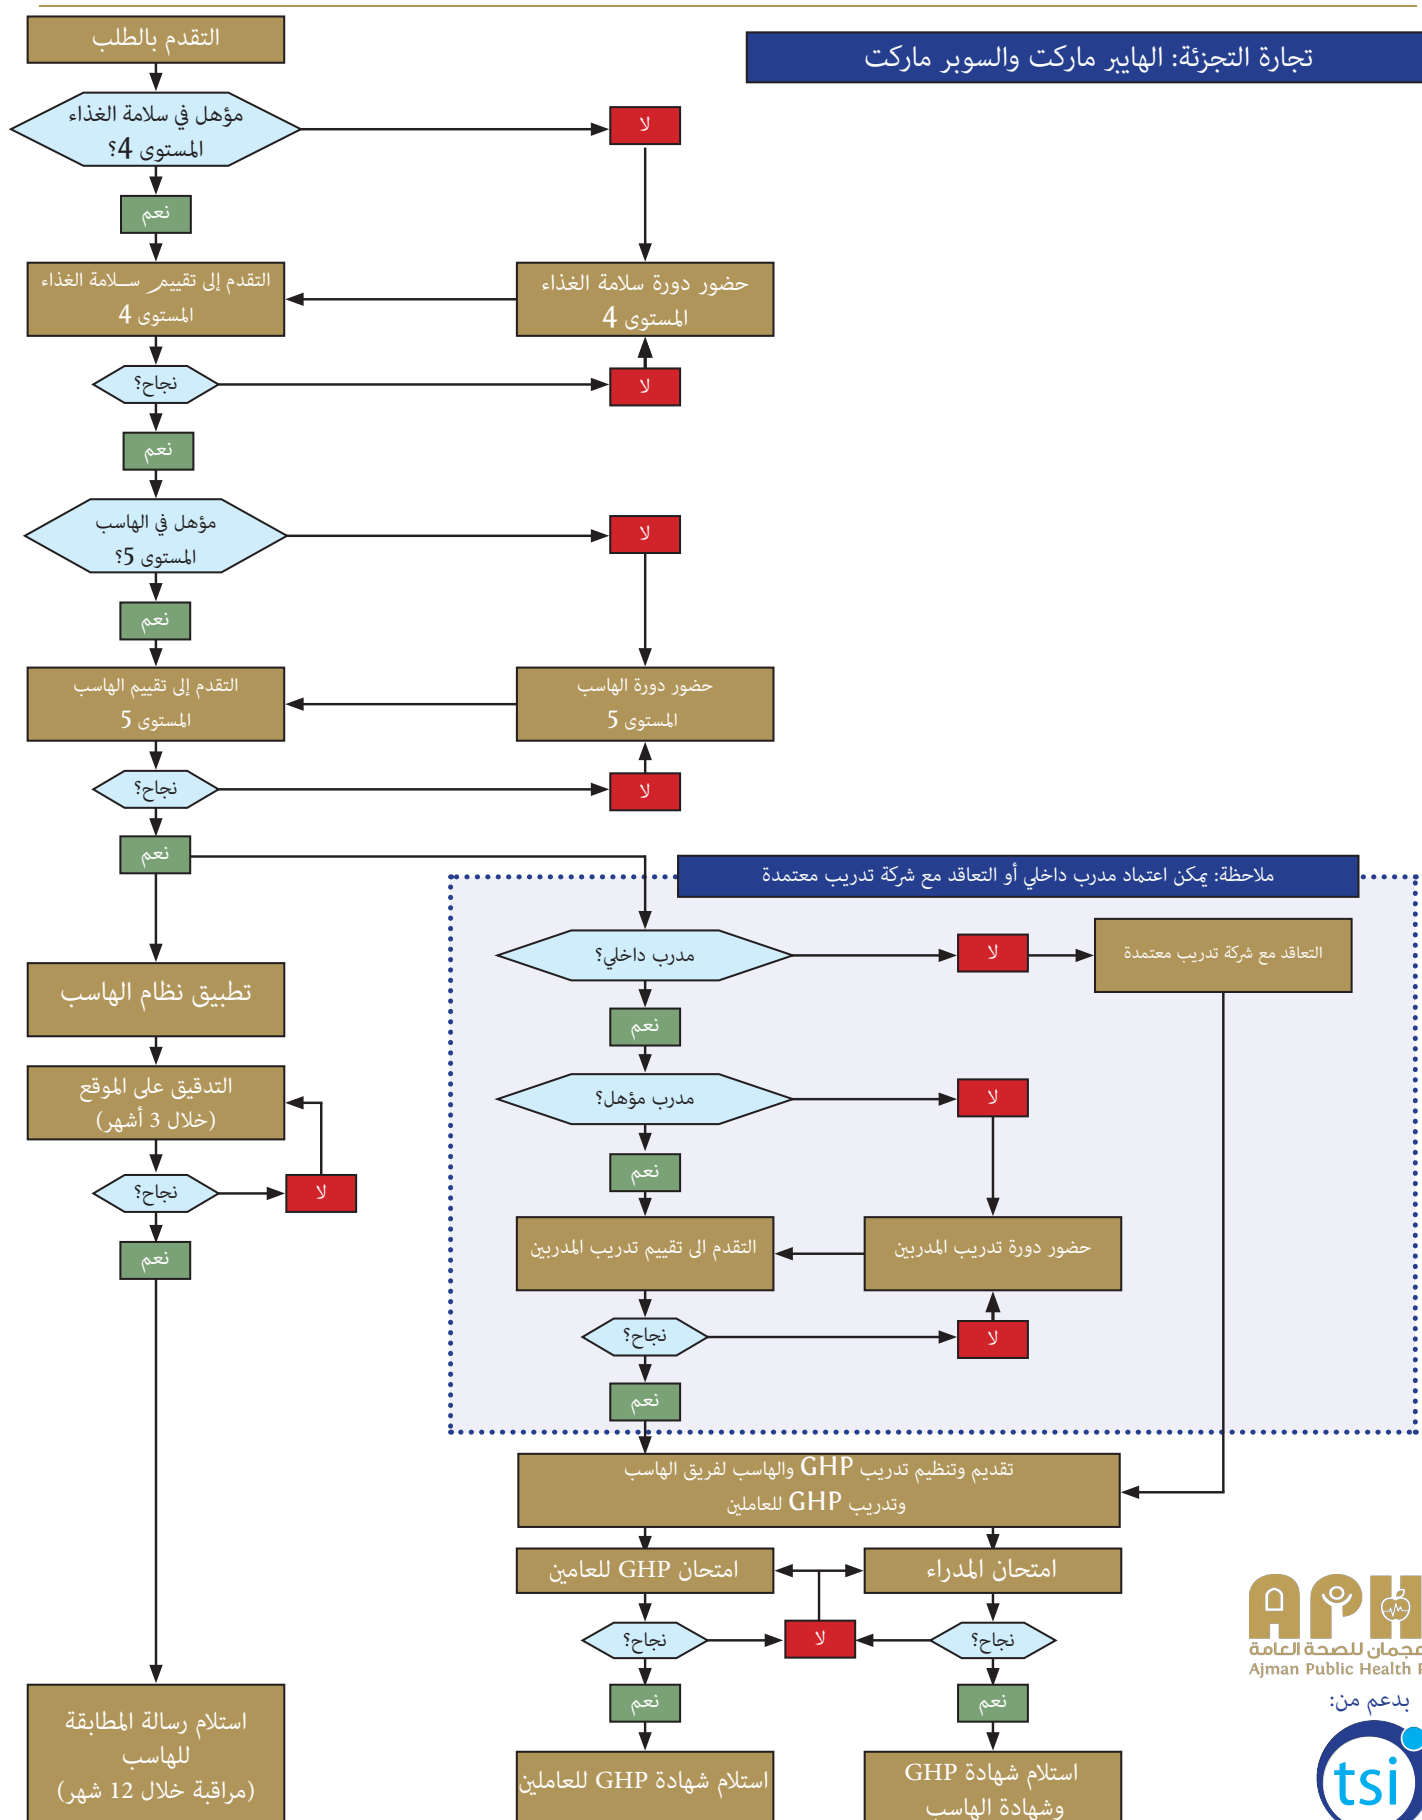 تجارة التجزئة: الهايبر ماركت والسوبر ماركت
التقدم بالطلب
مؤهل في سلامة الغذاء
المستوى 4؟
لا
نعم
حضور دورة سلامة الغذاء
المستوى 4
التقدم إلى تقييم سلامة الغذاء
المستوى 4
نجاح؟
لا
نعم
مؤهل في الهاسب
المستوى 5؟
لا
نعم
حضور دورة الهاسب
المستوى 5
التقدم إلى تقييم الهاسب
المستوى 5
نجاح؟
لا
نعم
ملاحظة: يمكن اعتماد مدرب داخلي أو التعاقد مع شركة تدريب معتمدة
مدرب داخلي؟
لا
التعاقد مع شركة تدريب معتمدة
نعم
مدرب مؤهل؟
لا
نعم
حضور دورة تدريب المدربين
التقدم الى تقييم تدريب المدربين
نجاح؟
لا
نعم
تطبيق نظام الهاسب
التدقيق على الموقع
(خلال 3 أشهر)
نجاح؟
لا
نعم
تقديم وتنظيم تدريب GHP والهاسب لفريق الهاسب
وتدريب GHP للعاملين
امتحان المدراء
امتحان GHP للعامين
نجاح؟
لا
نجاح؟
نعم
نعم
استلام شهادة GHP
وشهادة الهاسب
استلام شهادة GHP للعاملين
استلام رسالة المطابقة
للهاسب
(مراقبة خلال 12 شهر)
APH
عجمان للصحة العامة
Ajman Public Health
بدعم من:
tsi